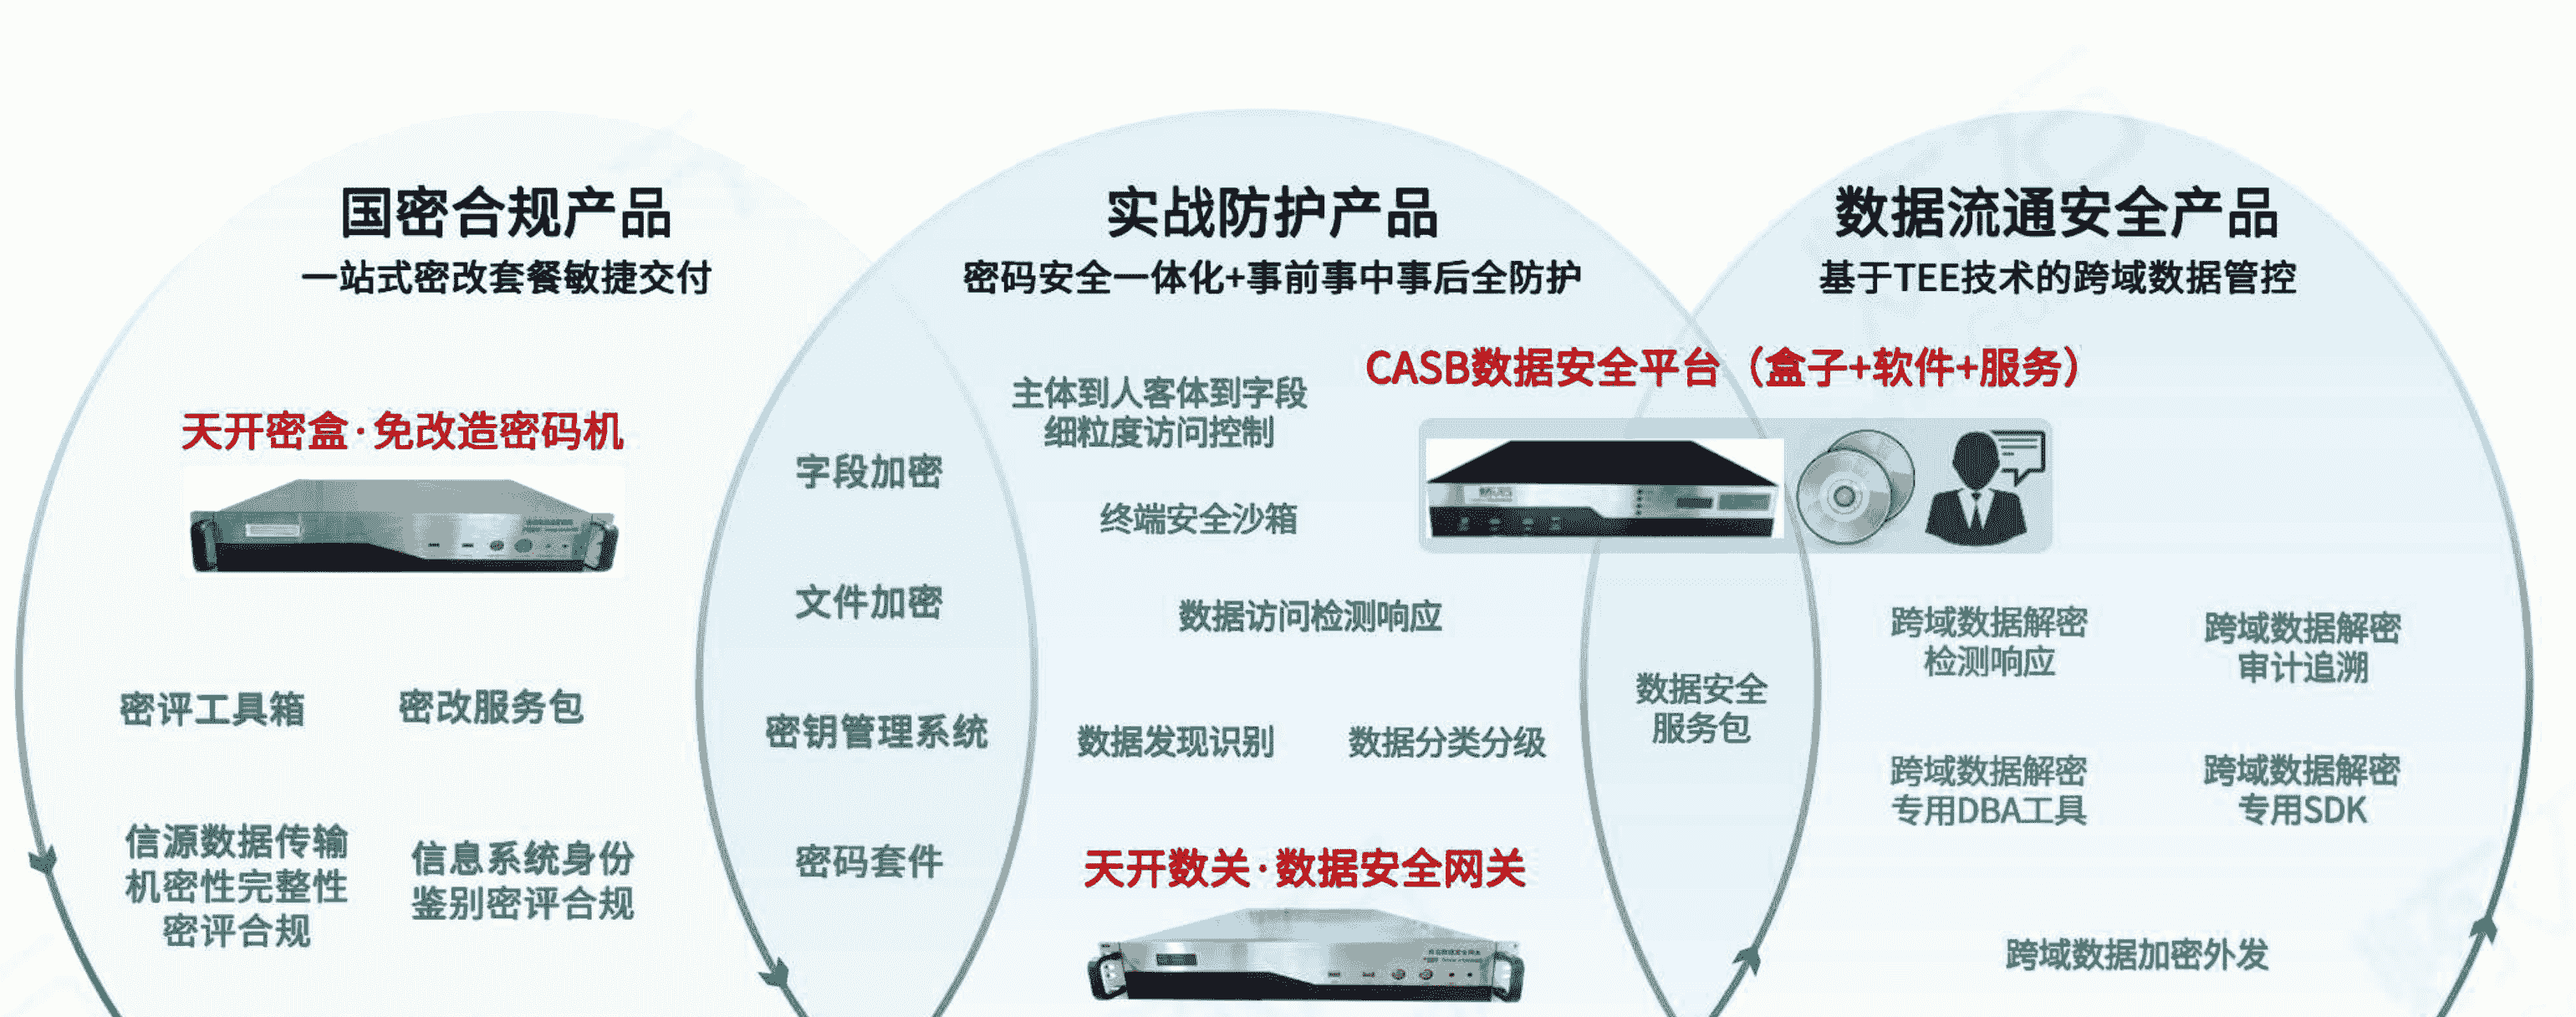 国密合规产品
一站式密改套餐敏捷交付
天开密盒·免改造密码机
密评工具箱
密改服务包
信源数据传输
机密性完整性
密评合规
信息系统身份
鉴别密评合规
字段加密
文件加密
密钥管理系统
密码套件
实战防护产品
密码安全一体化+事前事中事后全防护
主体到人客体到字段
细粒度访问控制
终端安全沙箱
数据访问检测响应
数据发现识别
数据分类分级
天开数关·数据安全网关
CASB数据安全平台（盒子+软件+服务）
数据安全
服务包
数据流通安全产品
基于TEE技术的跨域数据管控
跨域数据解密
检测响应
跨域数据解密
审计追溯
跨域数据解密
专用DBA工具
跨域数据解密
专用SDK
跨域数据加密外发